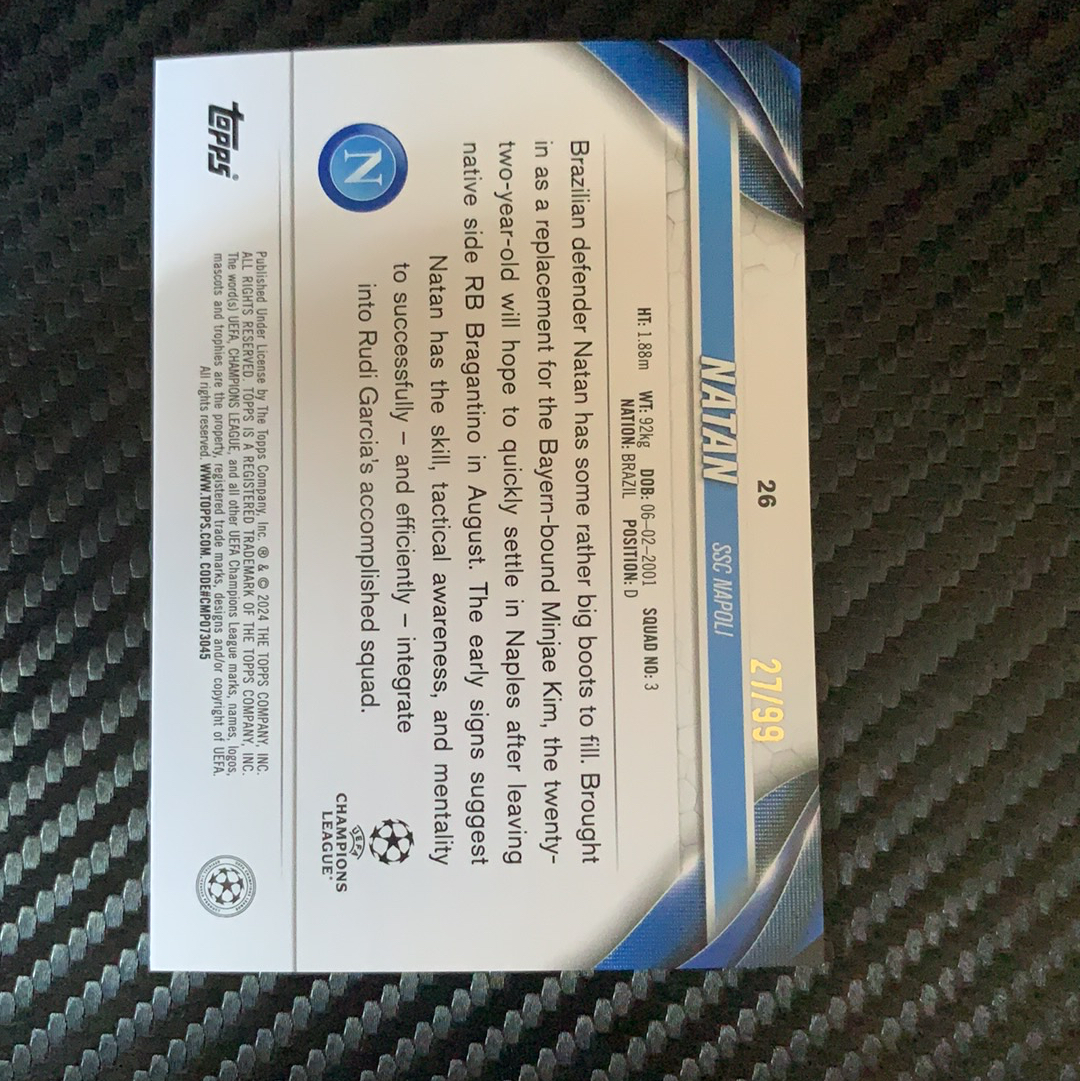 26
27/99
NATAN SSC NAPOLI
HT: 1.88m WT: 92kg DOB: 06-02-2001 SQUAD NO: 3
NATION: BRAZIL POSITION: D
Brazilian defender Natan has some rather big boots to fill. Brought
in as a replacement for the Bayern-bound Minjae Kim, the twenty-
two-year-old will hope to quickly settle in Naples after leaving
native side RB Bragantino in August. The early signs suggest
Natan has the skill, tactical awareness, and mentality
to successfully – and efficiently – integrate
into Rudi Garcia's accomplished squad.
N
UEFA
CHAMPIONS
LEAGUE®
topps®
Published Under License by The Topps Company, Inc. ® & © 2024 THE TOPPS COMPANY, INC.
ALL RIGHTS RESERVED. TOPPS IS A REGISTERED TRADEMARK OF THE TOPPS COMPANY, INC.
The word(s) UEFA, CHAMPIONS LEAGUE, and all other UEFA Champions League marks, names, logos,
mascots and trophies are the property, registered trade marks, designs and/or copyright of UEFA.
All rights reserved. WWW.TOPPS.COM. CODE#CMP073045